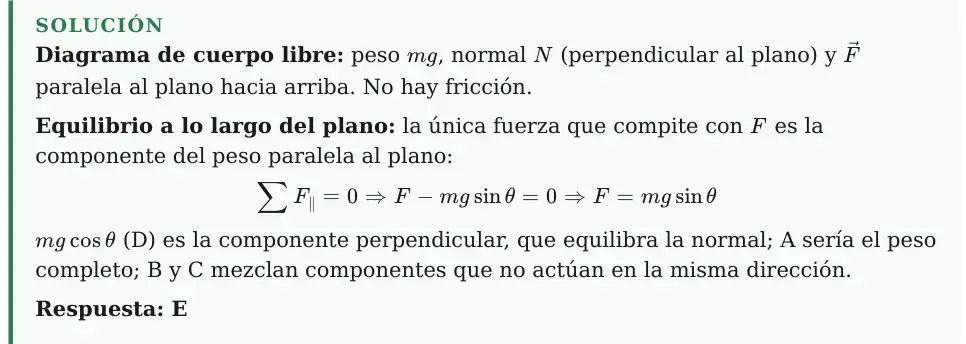 SOLUCIÓN
Diagrama de cuerpo libre: peso mg, normal N (perpendicular al plano) y F⃗
paralela al plano hacia arriba. No hay fricción.
Equilibrio a lo largo del plano: la única fuerza que compite con F es la
componente del peso paralela al plano:
∑ F∥ = 0 ⇒ F − mg sin θ = 0 ⇒ F = mg sin θ
mg cos θ (D) es la componente perpendicular, que equilibra la normal; A sería el peso
completo; B y C mezclan componentes que no actúan en la misma dirección.
Respuesta: E